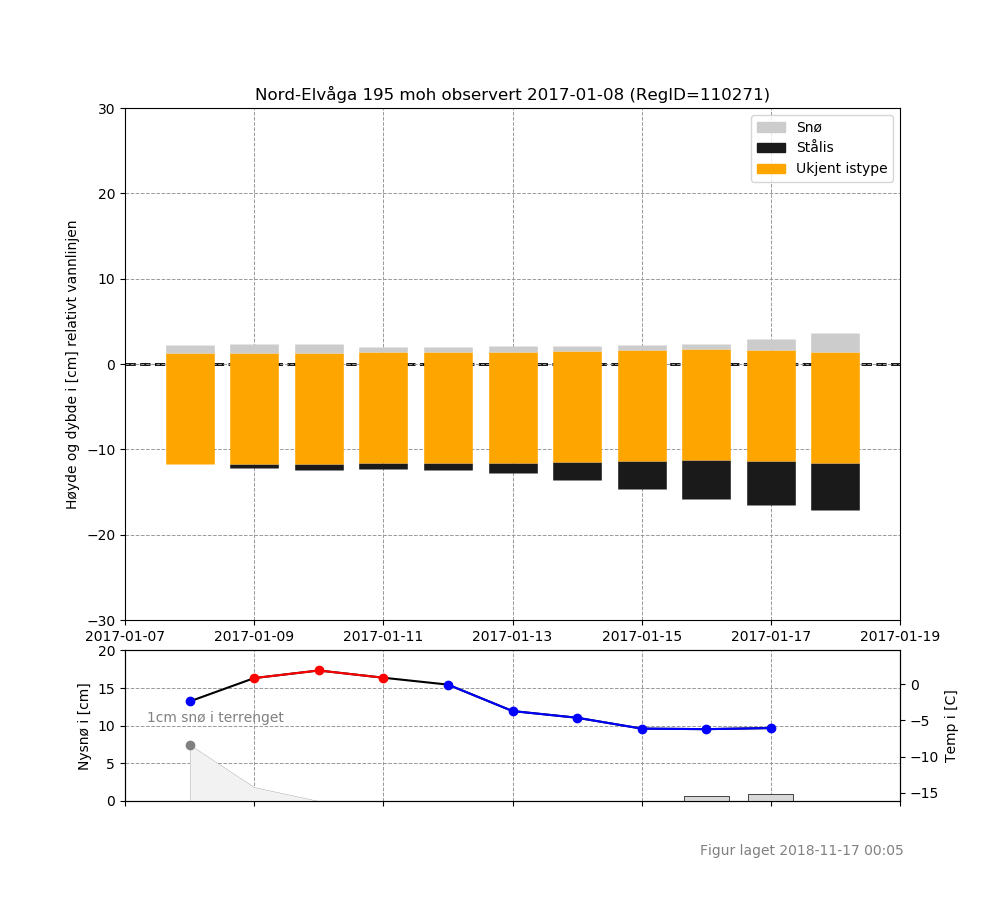 Nord-Elvåga 195 moh observert 2017-01-08 (RegID=110271)
Snø
Stålis
Ukjent istype
Høyde og dybde i [cm] relativt vannlinjen
30
20
10
0
−10
−20
−30
2017-01-07
2017-01-09
2017-01-11
2017-01-13
2017-01-15
2017-01-17
2017-01-19
Nysnø i [cm]
20
15
10
5
0
1cm snø i terrenget
0
−5
−10
−15
Temp i [C]
Figur laget 2018-11-17 00:05